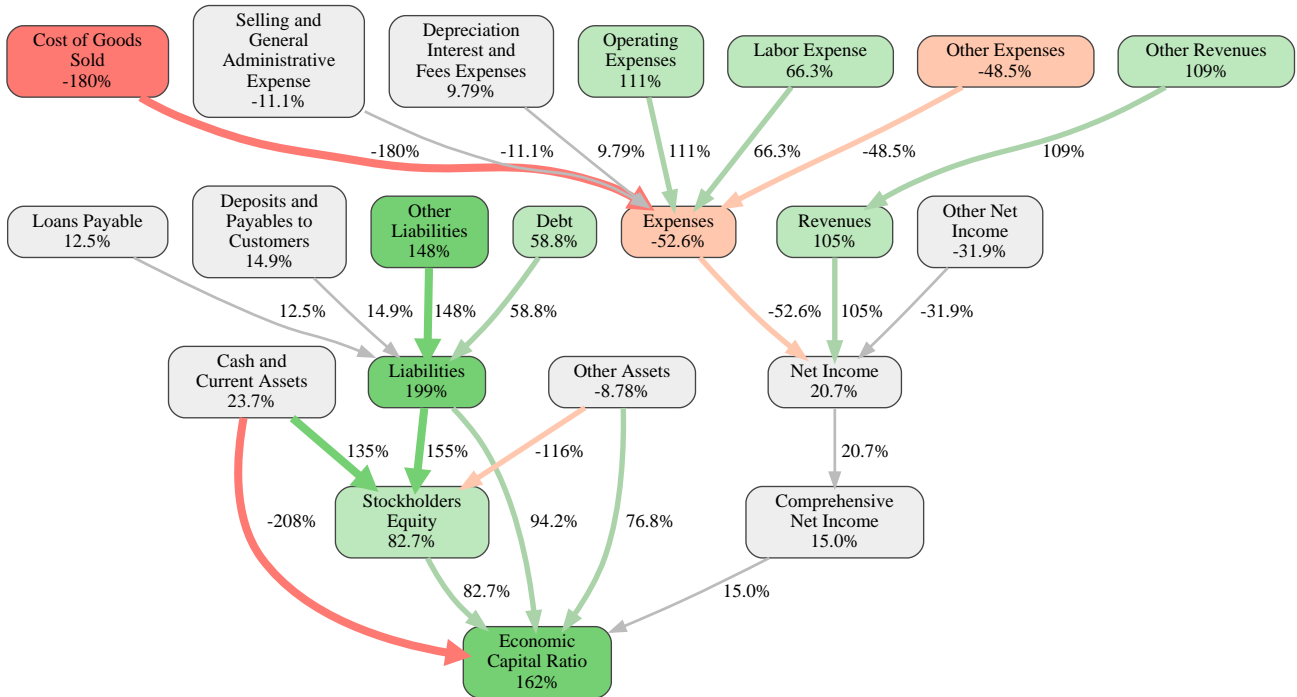 Cost of Goods
Sold
-180%
Selling and
General
Administrative
Expense
-11.1%
Depreciation
Interest and
Fees Expenses
9.79%
Operating
Expenses
111%
Labor Expense
66.3%
Other Expenses
-48.5%
Other Revenues
109%
-180%
-11.1%
9.79%
111%
66.3%
-48.5%
109%
Loans Payable
12.5%
Deposits and
Payables to
Customers
14.9%
Other
Liabilities
148%
Debt
58.8%
Expenses
-52.6%
Revenues
105%
Other Net
Income
-31.9%
12.5%
14.9%
148%
58.8%
-52.6%
105%
-31.9%
Cash and
Current Assets
23.7%
Liabilities
199%
Other Assets
-8.78%
Net Income
20.7%
135%
155%
-116%
20.7%
Stockholders
Equity
82.7%
Comprehensive
Net Income
15.0%
-208%
94.2%
76.8%
82.7%
15.0%
Economic
Capital Ratio
162%